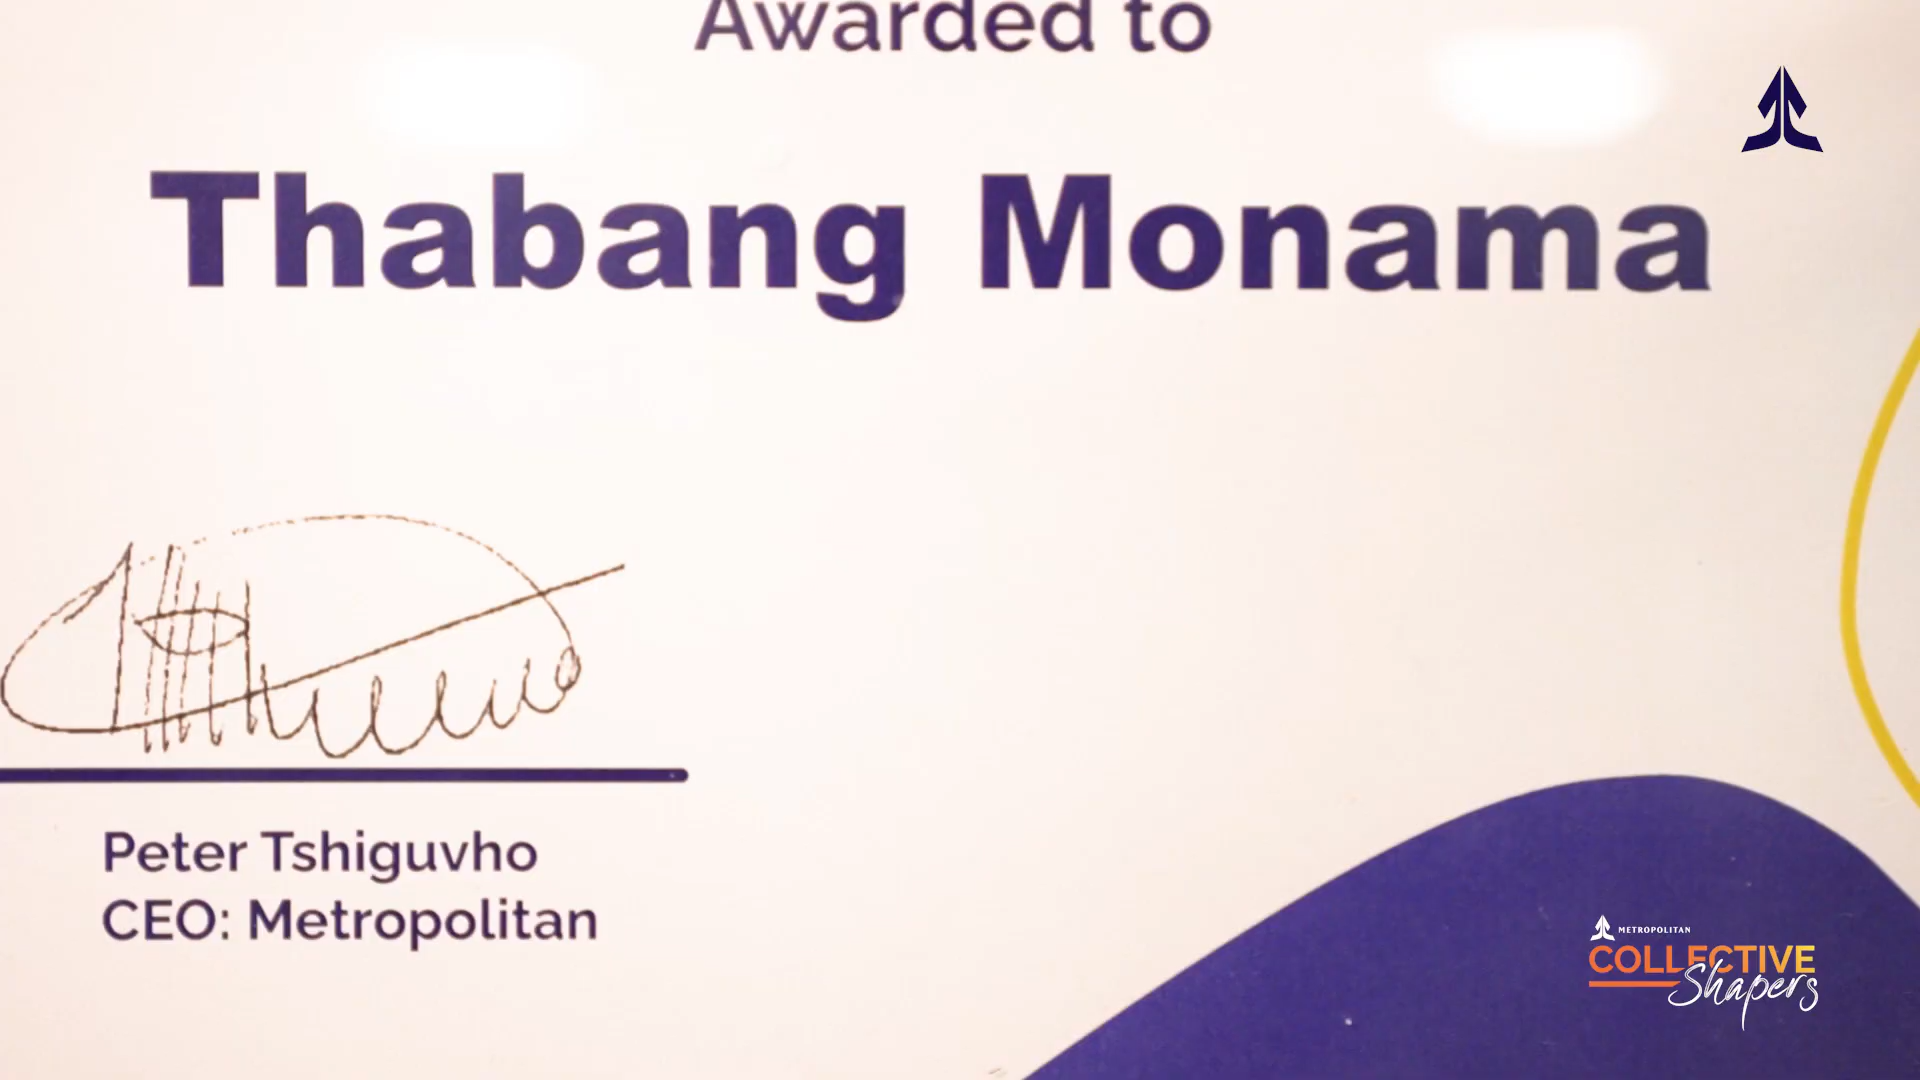 Awarded to
Thabang Monama
Peter Tshiguvho
CEO: Metropolitan
METROPOLITAN
COLLECTIVE
Shapers